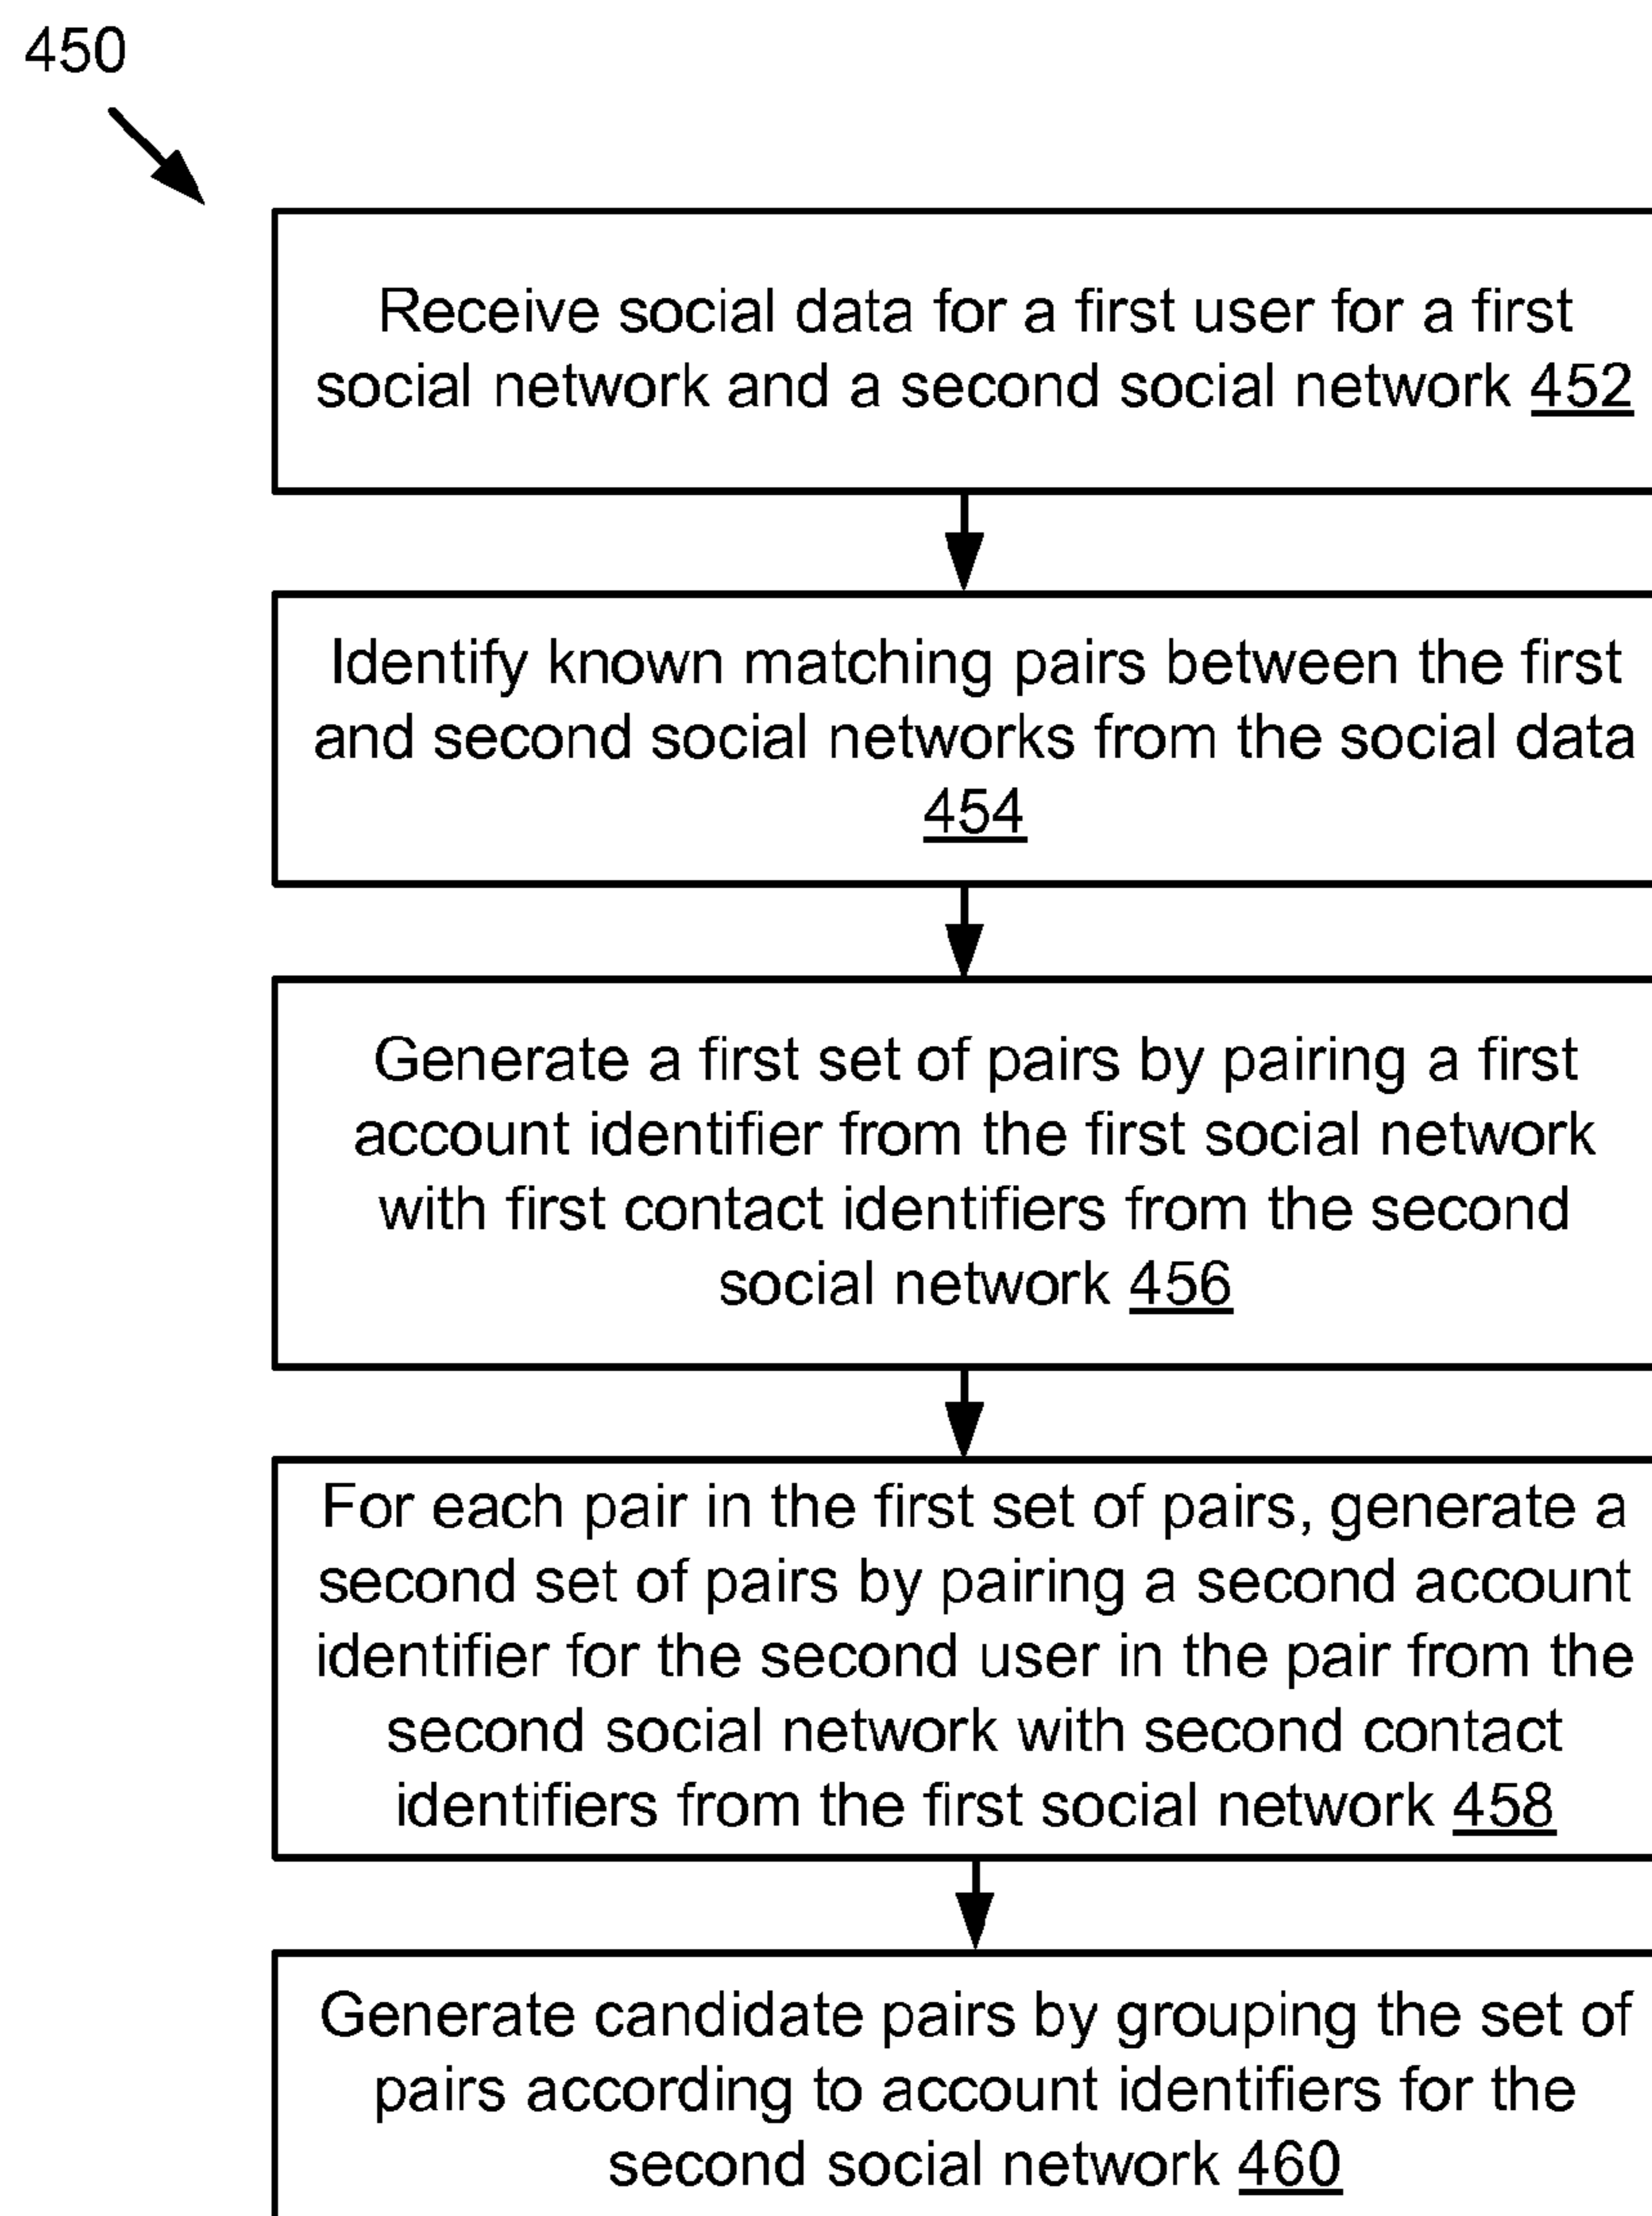 450
Receive social data for a first user for a first
social network and a second social network 452
Identify known matching pairs between the first
and second social networks from the social data
454
Generate a first set of pairs by pairing a first
account identifier from the first social network
with first contact identifiers from the second
social network 456
For each pair in the first set of pairs, generate a
second set of pairs by pairing a second account
identifier for the second user in the pair from the
second social network with second contact
identifiers from the first social network 458
Generate candidate pairs by grouping the set of
pairs according to account identifiers for the
second social network 460